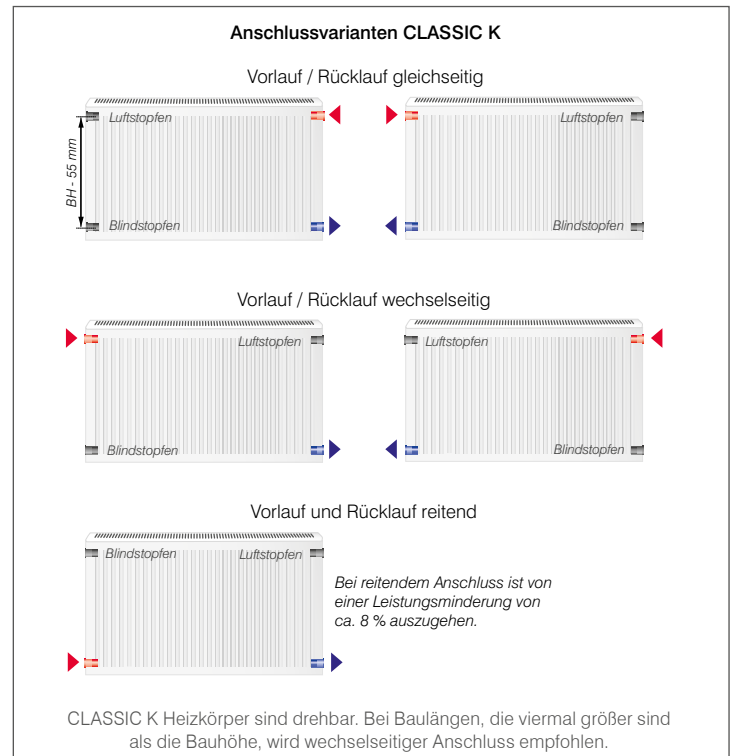 Anschlussvarianten CLASSIC K
Vorlauf / Rücklauf gleichseitig
Luftstopfen
BH - 55 mm
Blindstopfen
Luftstopfen
Blindstopfen
Vorlauf / Rücklauf wechselseitig
Luftstopfen
Blindstopfen
Luftstopfen
Blindstopfen
Vorlauf und Rücklauf reitend
Blindstopfen Luftstopfen
Bei reitendem Anschluss ist von
einer Leistungsminderung von
ca. 8 % auszugehen.
CLASSIC K Heizkörper sind drehbar. Bei Baulängen, die viermal größer sind
als die Bauhöhe, wird wechselseitiger Anschluss empfohlen.